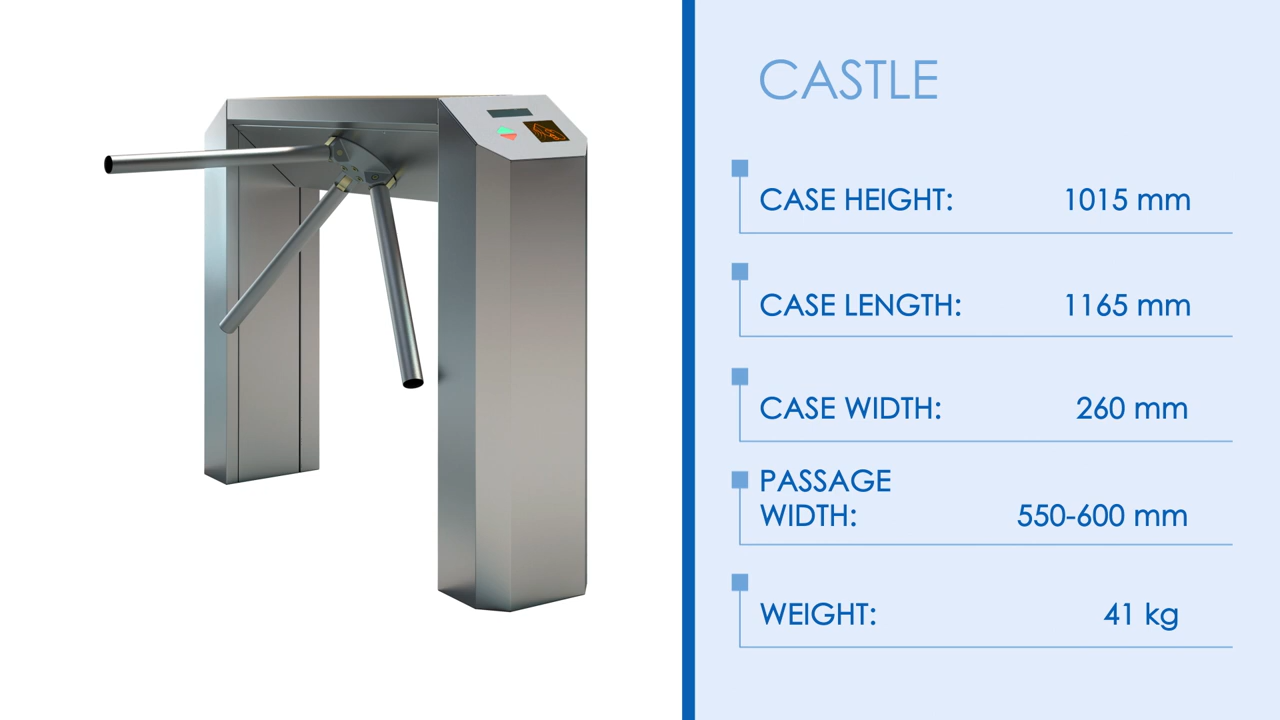 CASTLE
CASE HEIGHT: 1015 mm
CASE LENGTH: 1165 mm
CASE WIDTH: 260 mm
PASSAGE
WIDTH: 550-600 mm
WEIGHT: 41 kg